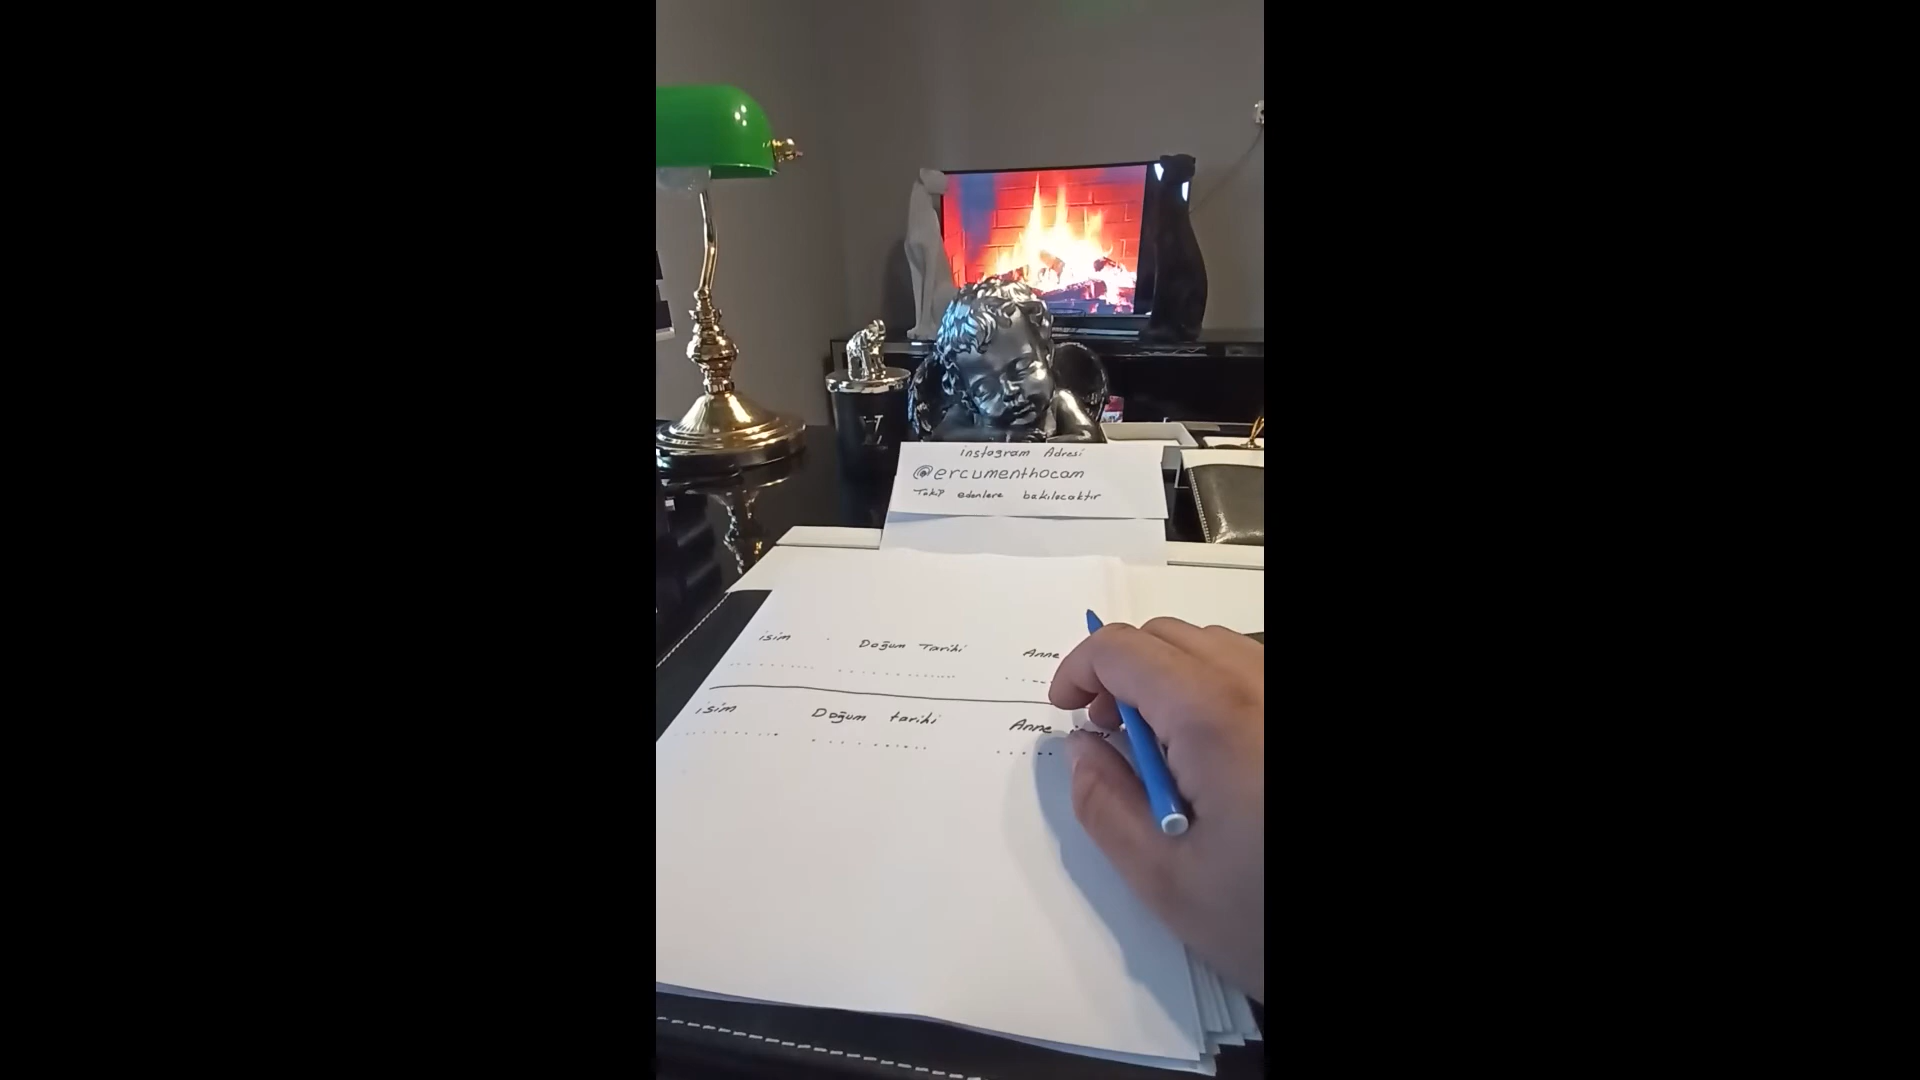 instagram Adresi
@ercumenthocam
Takip edenlere bakılacaktır
isim Doğum Tarihi Anne
isim Doğum tarihi Anne